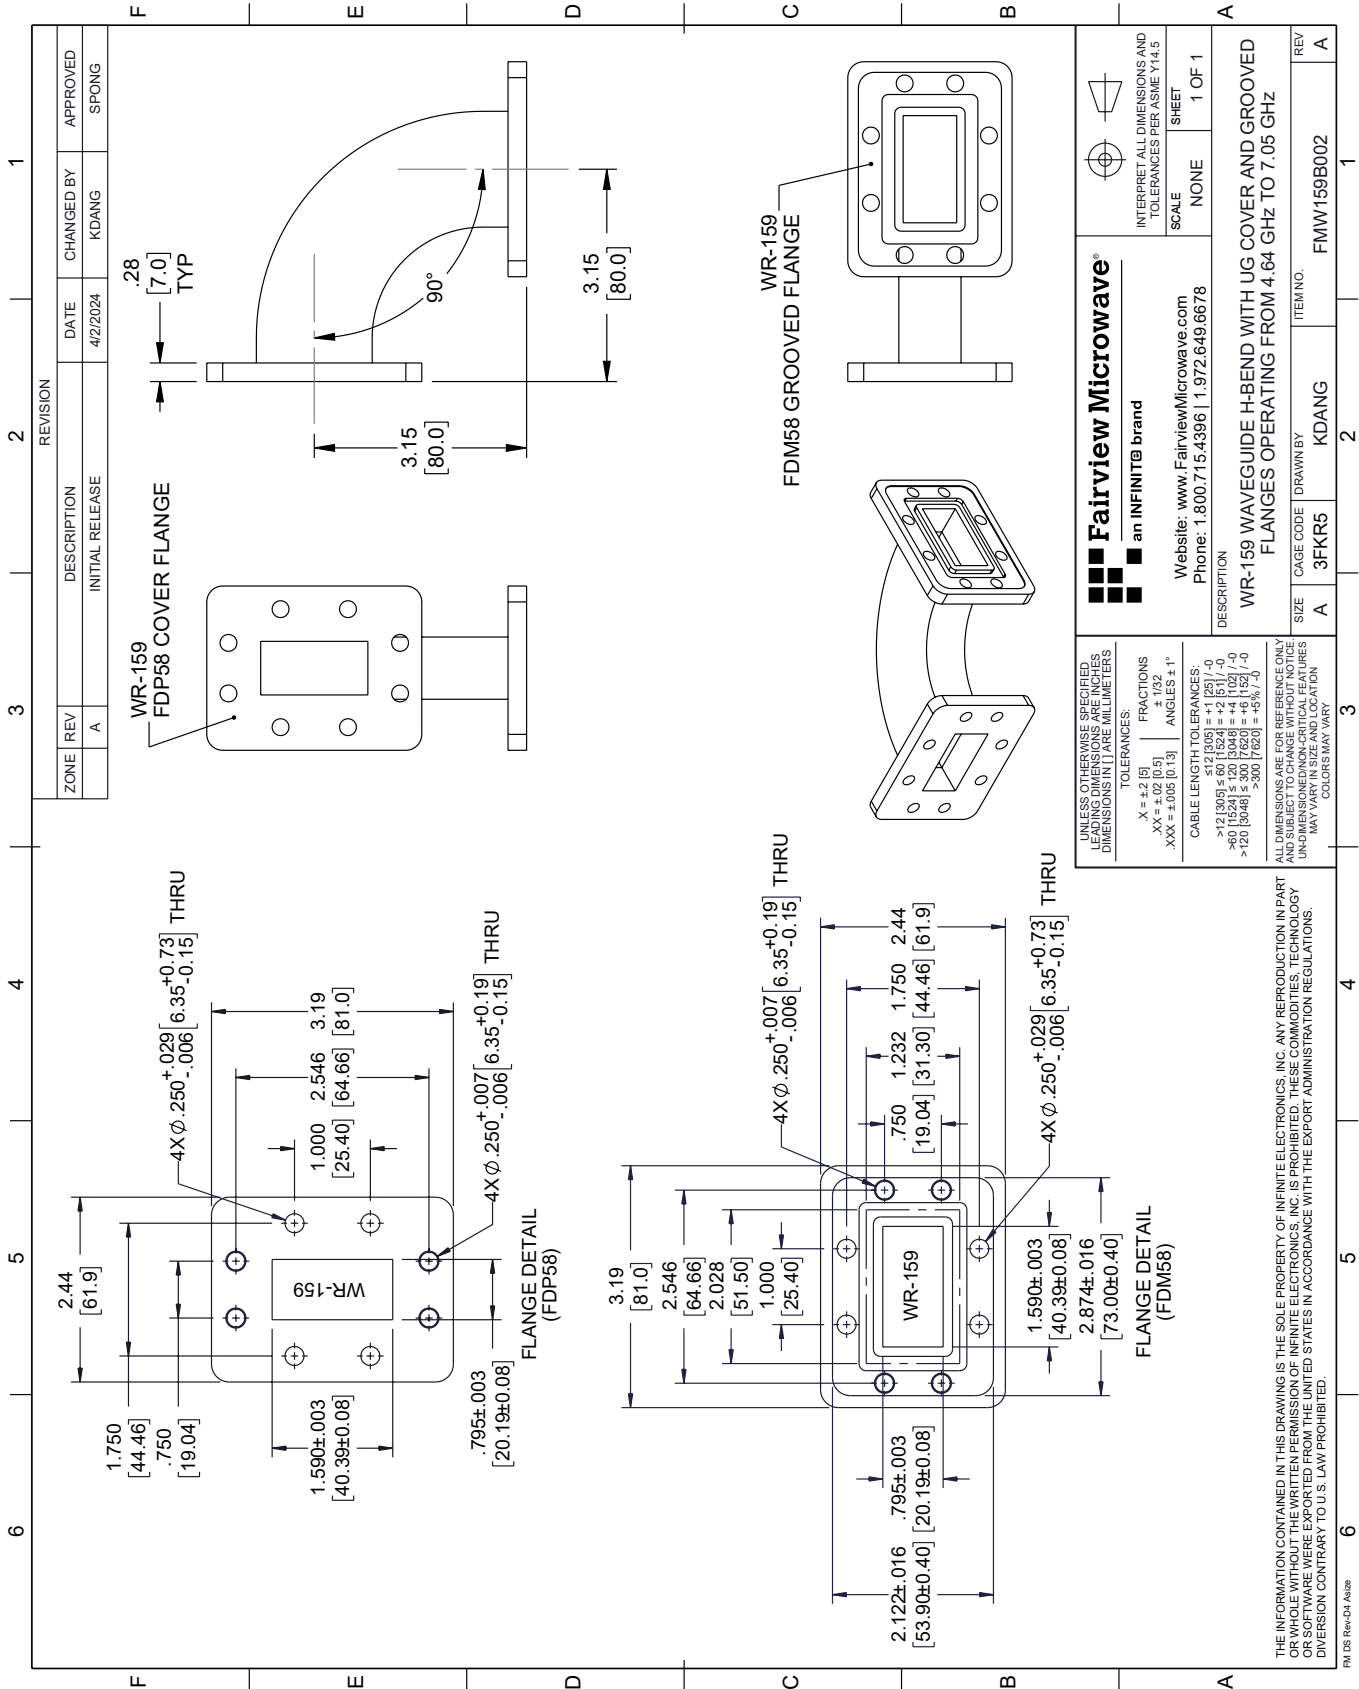 REVISION
ZONE REV DESCRIPTION DATE CHANGED BY APPROVED
A INITIAL RELEASE 4/2/2024 KDANG SPONG
6 5 4 3 2 1
F
E
D
C
B
A
2.44
[61.9]
1.750
[44.46]
.750
[19.04]
4X Ø .250 +.029 -.006 [6.35 +0.73 -0.15] THRU
1.000
[25.40]
2.546
[64.66]
3.19
[81.0]
WR-159
1.590±.003
[40.39±0.08]
.795±.003
[20.19±0.08]
4X Ø .250 +.007 -.006 [6.35 +0.19 -0.15] THRU
FLANGE DETAIL
(FDP58)
WR-159
FDP58 COVER FLANGE
.28
[7.0]
TYP
3.15
[80.0]
90°
3.15
[80.0]
3.19
[81.0]
2.546
[64.66]
2.028
[51.50]
1.000
[25.40]
4X Ø .250 +.007 -.006 [6.35 +0.19 -0.15] THRU
.750
[19.04]
1.232
[31.30]
1.750
[44.46]
2.44
[61.9]
WR-159
.795±.003
[20.19±0.08]
2.122±.016
[53.90±0.40]
4X Ø .250 +.029 -.006 [6.35 +0.73 -0.15] THRU
1.590±.003
[40.39±0.08]
2.874±.016
[73.00±0.40]
FLANGE DETAIL
(FDM58)
WR-159
FDM58 GROOVED FLANGE
UNLESS OTHERWISE SPECIFIED
LEADING DIMENSIONS ARE INCHES
DIMENSIONS IN [ ] ARE MILLIMETERS
TOLERANCES:
.X = ±.2 [5] FRACTIONS
.XX = ±.02 [0.5] ± 1/32
.XXX = ±.005 [0.13] ANGLES ± 1°
CABLE LENGTH TOLERANCES:
≤12 [305] = +1 [25] / -0
>12 [305] ≤ 60 [1524] = +2 [51] / -0
>60 [1524] ≤ 120 [3048] = +4 [102] / -0
>120 [3048] ≤ 300 [7620] = +6 [152] / -0
>300 [7620] = +5% / -0
ALL DIMENSIONS ARE FOR REFERENCE ONLY
AND SUBJECT TO CHANGE WITHOUT NOTICE.
UN-DIMENSIONED/NON-CRITICAL FEATURES
MAY VARY IN SIZE AND LOCATION
COLORS MAY VARY
Fairview Microwave®
an INFINIT® brand
Website: www.FairviewMicrowave.com
Phone: 1.800.715.4396 | 1.972.649.6678
INTERPRET ALL DIMENSIONS AND
TOLERANCES PER ASME Y14.5
SCALE NONE
SHEET 1 OF 1
DESCRIPTION
WR-159 WAVEGUIDE H-BEND WITH UG COVER AND GROOVED
FLANGES OPERATING FROM 4.64 GHz TO 7.05 GHz
SIZE A
CAGE CODE 3FKR5
DRAWN BY KDANG
ITEM NO. FMW159B002
REV A
THE INFORMATION CONTAINED IN THIS DRAWING IS THE SOLE PROPERTY OF INFINITE ELECTRONICS, INC. ANY REPRODUCTION IN PART
OR WHOLE WITHOUT THE WRITTEN PERMISSION OF INFINITE ELECTRONICS, INC. IS PROHIBITED. THESE COMMODITIES, TECHNOLOGY
OR SOFTWARE WERE EXPORTED FROM THE UNITED STATES IN ACCORDANCE WITH THE EXPORT ADMINISTRATION REGULATIONS.
DIVERSION CONTRARY TO U.S. LAW PROHIBITED.
6 5 4 3 2 1
F
E
D
C
B
A
FM DS Rev-D4 Asize